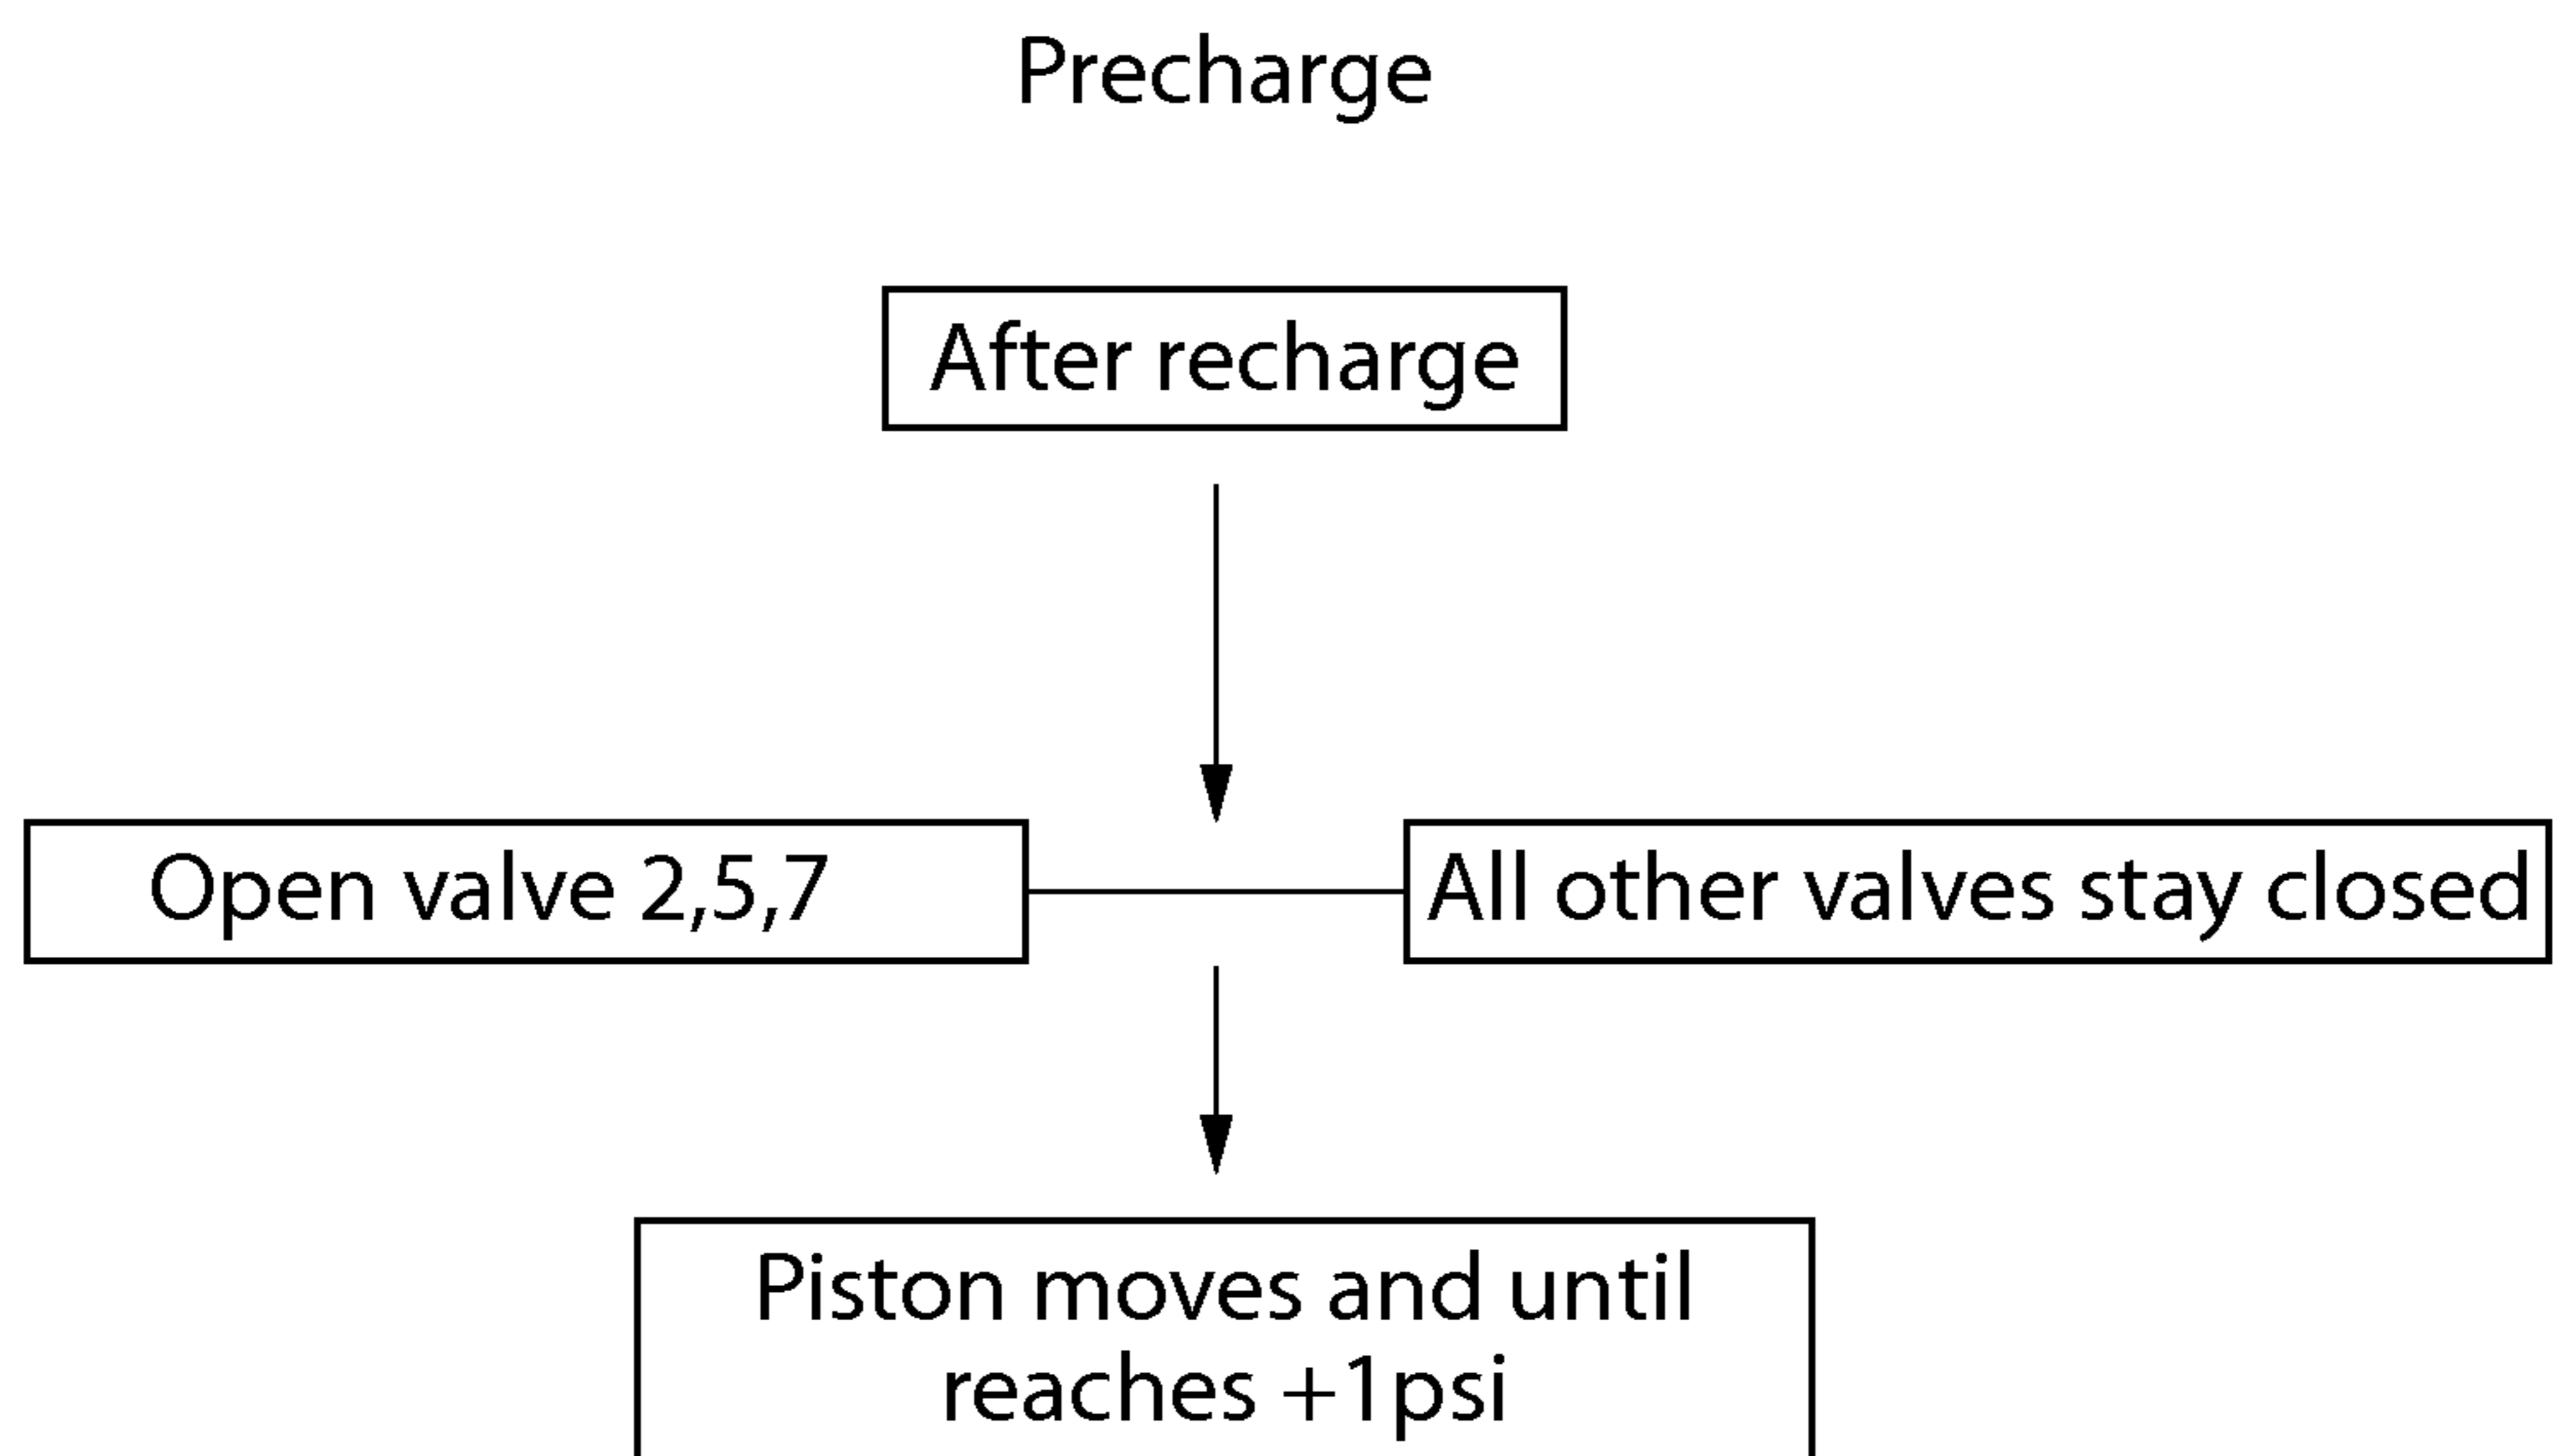 Precharge
After recharge
Open valve 2,5,7
All other valves stay closed
Piston moves and until
reaches +1psi